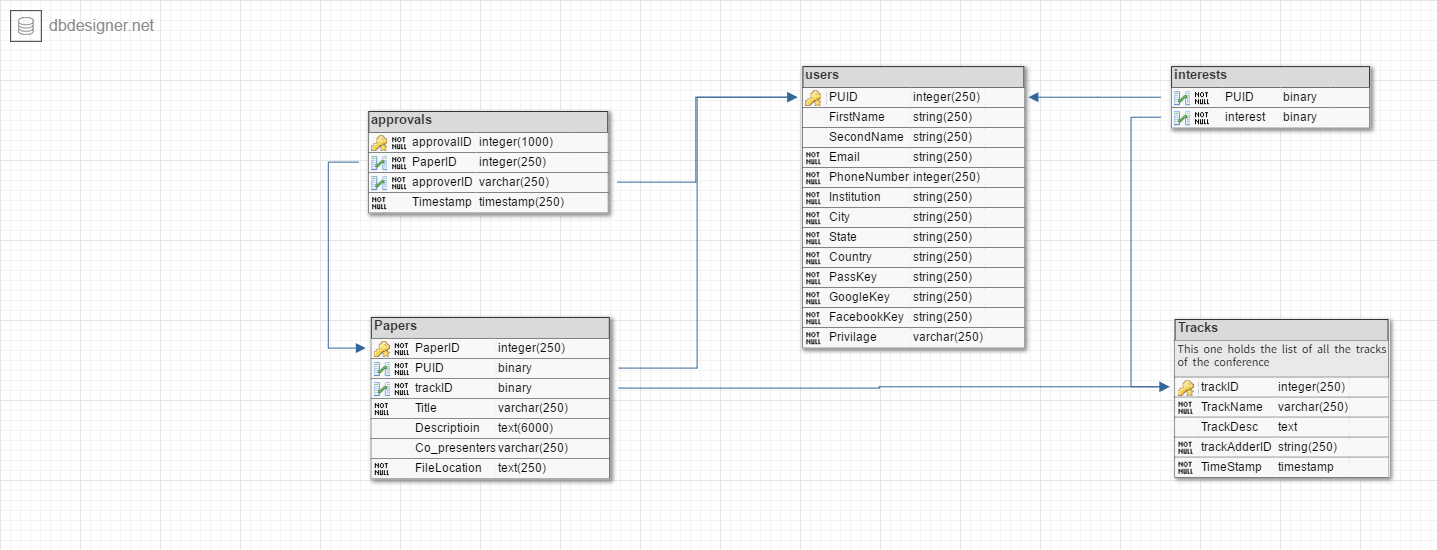 dbdesigner.net
approvals
NOT NULL approvalID integer(1000)
NOT NULL PaperID integer(250)
NOT NULL approverID varchar(250)
NOT NULL Timestamp timestamp(250)
Papers
NOT NULL PaperID integer(250)
NOT NULL PUID binary
NOT NULL trackID binary
NOT NULL Title varchar(250)
Descriptioin text(6000)
Co_presenters varchar(250)
NOT NULL FileLocation text(250)
users
PUID integer(250)
FirstName string(250)
SecondName string(250)
NOT NULL Email string(250)
NOT NULL PhoneNumber integer(250)
NOT NULL Institution string(250)
NOT NULL City string(250)
NOT NULL State string(250)
NOT NULL Country string(250)
NOT NULL PassKey string(250)
NOT NULL GoogleKey string(250)
NOT NULL FacebookKey string(250)
NOT NULL Privilage varchar(250)
interests
NOT NULL PUID binary
NOT NULL interest binary
Tracks
This one holds the list of all the tracks
of the conference
trackID integer(250)
NOT NULL TrackName varchar(250)
TrackDesc text
NOT NULL trackAdderID string(250)
NOT NULL TimeStamp timestamp